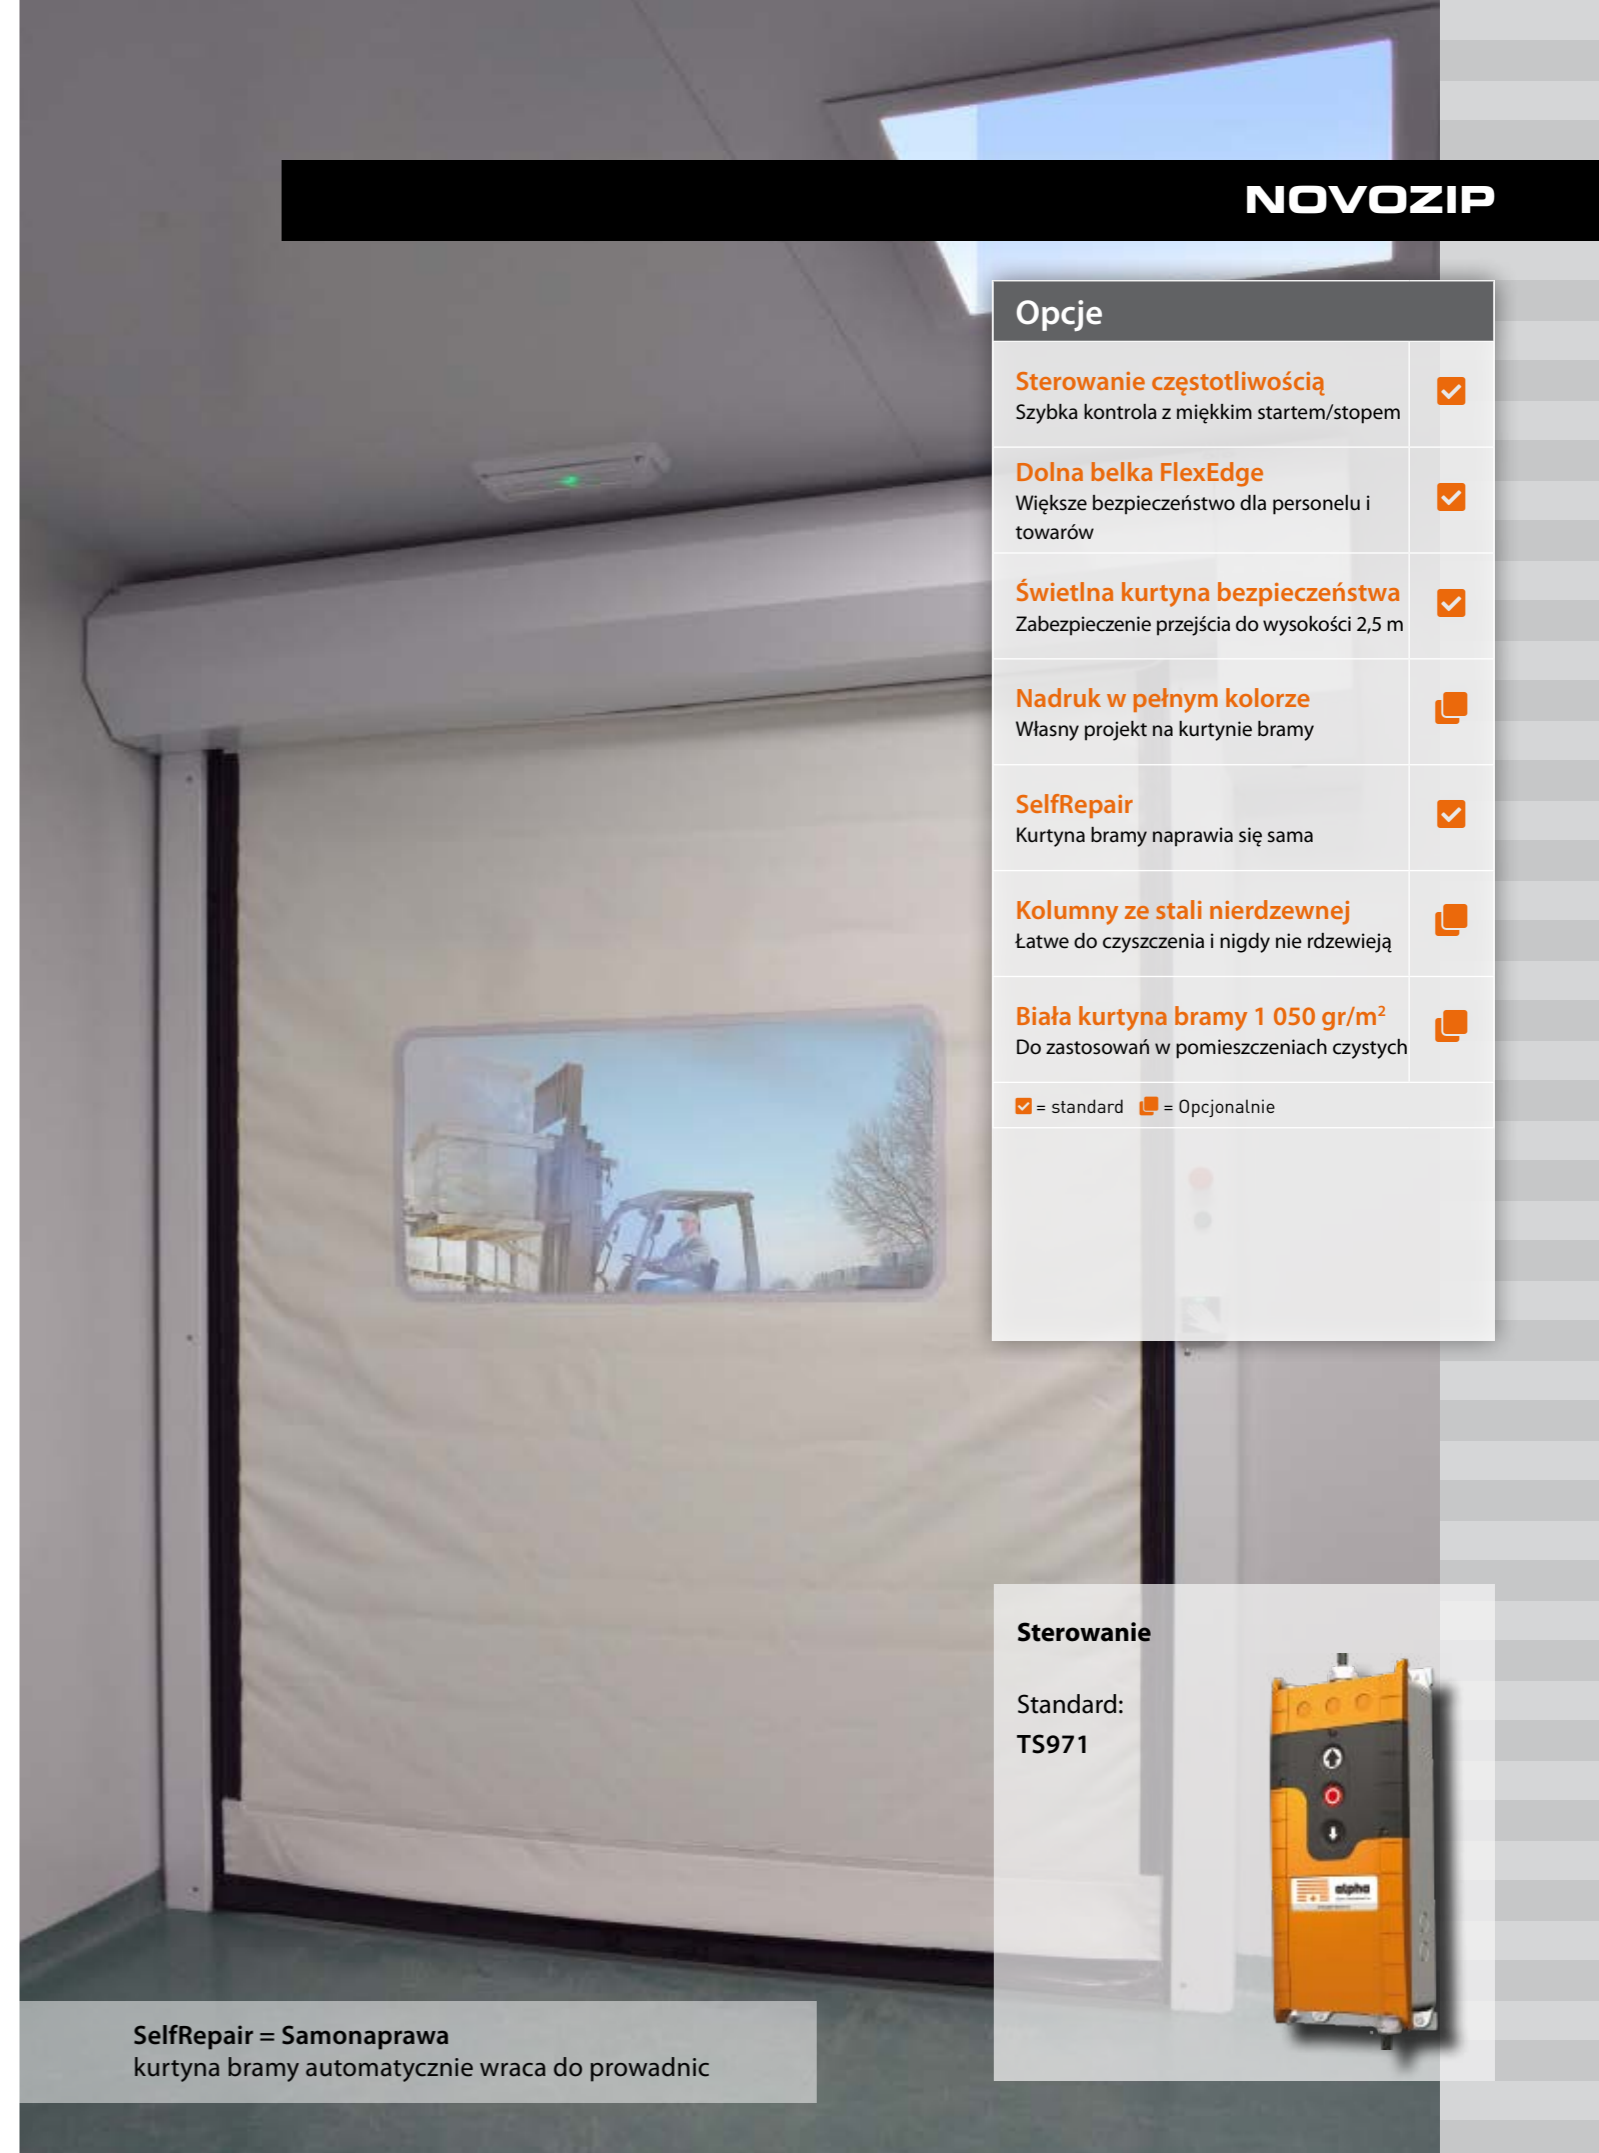 NOVOZIP
Opcje
Sterowanie częstotliwością
Szybka kontrola z miękkim startem/stopem
Dolna belka FlexEdge
Większe bezpieczeństwo dla personelu i
towarów
Świetlna kurtyna bezpieczeństwa
Zabezpieczenie przejścia do wysokości 2,5 m
Nadruk w pełnym kolorze
Własny projekt na kurtynie bramy
SelfRepair
Kurtyna bramy naprawia się sama
Kolumny ze stali nierdzewnej
Łatwe do czyszczenia i nigdy nie rdzewieją
Biała kurtyna bramy 1 050 gr/m²
Do zastosowań w pomieszczeniach czystych
= standard = Opcjonalnie
Sterowanie
Standard:
TS971
alpha
SelfRepair = Samonaprawa
kurtyna bramy automatycznie wraca do prowadnic